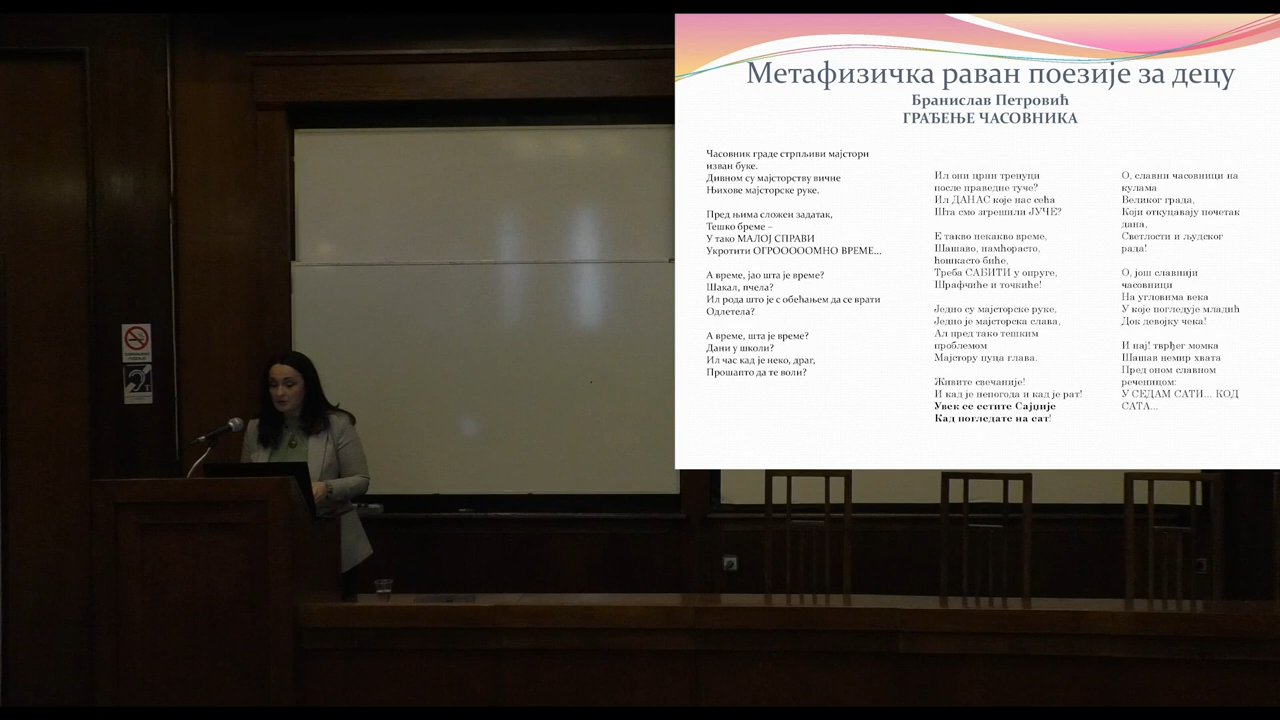 Метафизичка раван поезије за децу
Бранислав Петровић
ГРАЂЕЊЕ ЧАСОВНИКА
Часовник граде стрпљиви мајстори
изван буке.
Дивном су мајсторству вичне
Њихове мајсторске руке.
Пред њима сложен задатак,
Тешко бреме –
У тако МАЛОЈ СПРАВИ
Укротити ОГРОООООМНО ВРЕМЕ...
А време, јао шта је време?
Шакал, пчела?
Ил рода што је с обећањем да се врати
Одлетела?
А време, шта је време?
Дани у школи?
Ил час кад је неко, драг,
Прошапто да те воли?
Ил они црни тренуци
после праведне туче?
Ил ДАНАС које нас сећа
Шта смо згрешили ЈУЧЕ?
Е такво некакво време,
Шашаво, намћорасто,
ћошкасто биће,
Треба САБИТИ у опруге,
Шрафчиће и точкиће!
Једно су мајсторске руке,
Једно је мајсторска слава,
Ал пред тако тешким
проблемом
Мајстору пуца глава.
Живите свечаније!
И кад је непогода и кад је рат!
Увек се сетите Сајџије
Кад погледате на сат!
О, славни часовници на
кулама
Великог града,
Који откуцавају почетак
дана,
Светлости и људског
рада!
О, још славнији
часовници
На угловима века
У које погледује младић
Док девојку чека!
И нај! тврђег момка
Шашав немир хвата
Пред оном славном
реченицом:
У СЕДАМ САТИ... КОД
САТА...